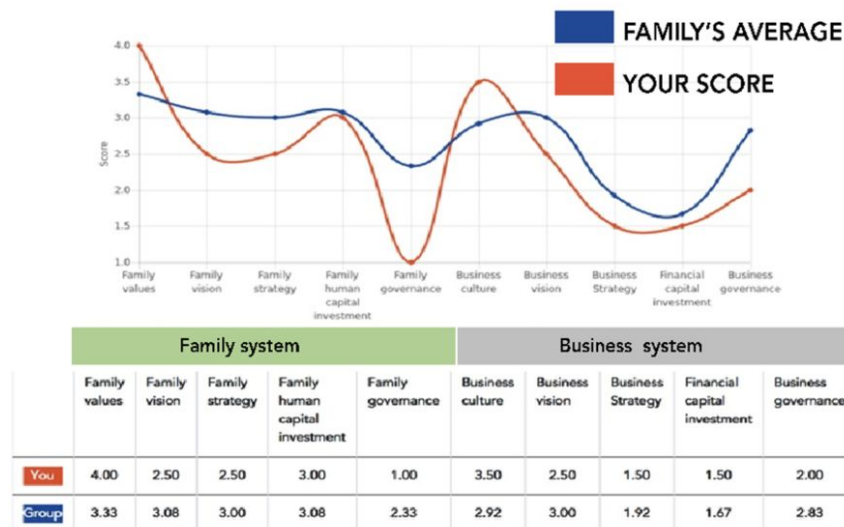 FAMILY'S AVERAGE
YOUR SCORE
4.0
3.5
3.0
2.5
2.0
1.5
1.0
Score
Family values
Family vision
Family strategy
Family human capital investment
Family governance
Business culture
Business vision
Business Strategy
Financial capital investment
Business governance
Family system Business system
Family values Family vision Family strategy Family human capital investment Family governance Business culture Business vision Business Strategy Financial capital investment Business governance
You 4.00 2.50 2.50 3.00 1.00 3.50 2.50 1.50 1.50 2.00
Group 3.33 3.08 3.00 3.08 2.33 2.92 3.00 1.92 1.67 2.83